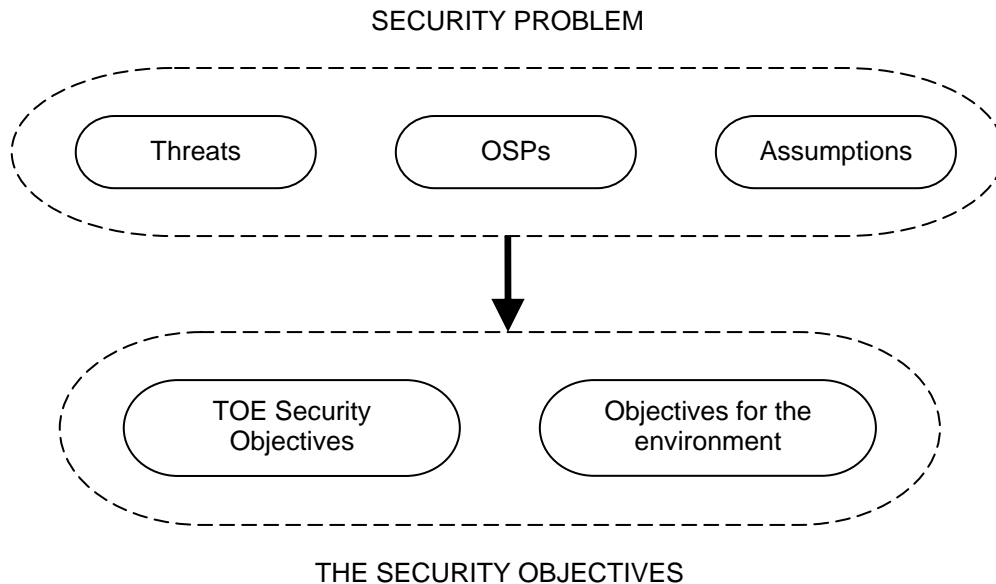 SECURITY PROBLEM
Threats
OSPs
Assumptions
TOE Security
Objectives
Objectives for the
environment
THE SECURITY OBJECTIVES